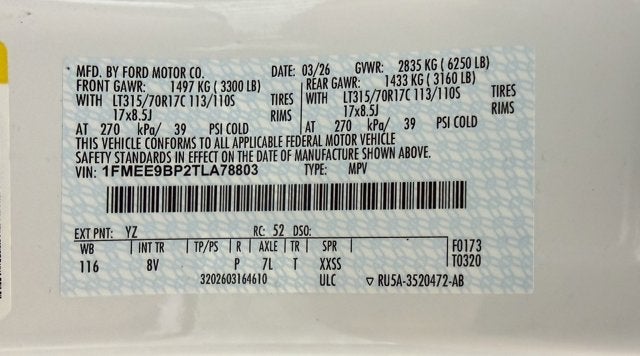 MFD. BY FORD MOTOR CO. DATE: 03/26 GVWR: 2835 KG ( 6250 LB)
FRONT GAWR: 1497 KG ( 3300 LB) REAR GAWR: 1433 KG ( 3160 LB)
WITH LT315/70R17C 113/110S TIRES WITH LT315/70R17C 113/110S TIRES
17x8.5J RIMS 17x8.5J RIMS
AT 270 kPa/ 39 PSI COLD AT 270 kPa/ 39 PSI COLD
THIS VEHICLE CONFORMS TO ALL APPLICABLE FEDERAL MOTOR VEHICLE
SAFETY STANDARDS IN EFFECT ON THE DATE OF MANUFACTURE SHOWN ABOVE.
VIN: 1FMEE9BP2TLA78803 TYPE: MPV
EXT PNT: YZ RC: 52 DSO:
WB INT TR TP/PS R AXLE TR SPR F0173
116 8V P 7L T XXSS T0320
3202603164610 ULC ▽ RU5A-3520472-AB